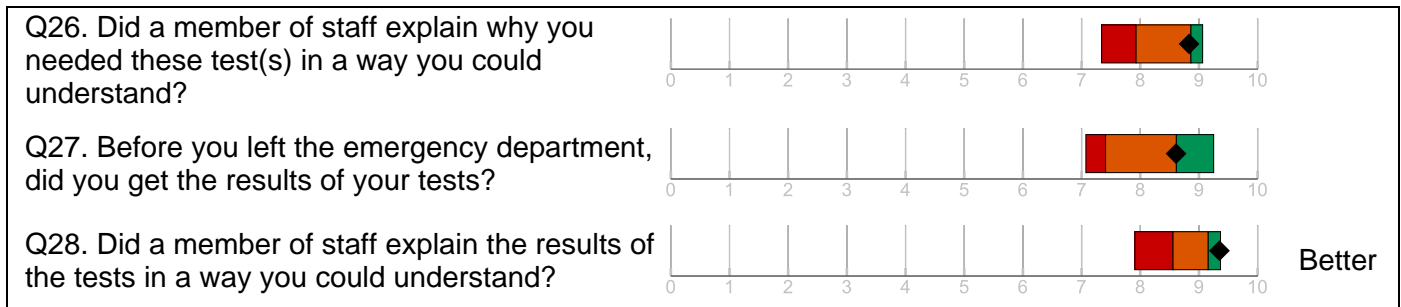 Q26. Did a member of staff explain why you
needed these test(s) in a way you could
understand?
0 1 2 3 4 5 6 7 8 9 10
Q27. Before you left the emergency department,
did you get the results of your tests?
0 1 2 3 4 5 6 7 8 9 10
Q28. Did a member of staff explain the results of
the tests in a way you could understand?
0 1 2 3 4 5 6 7 8 9 10
Better